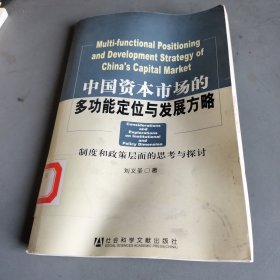 Multi-functional Positioning
and Development Strategy of
China's Capital Market
中国资本市场的
多功能定位与发展方略
Considerations
and
Explorations
on Institutional
and
Policy Dimension
制度和政策层面的思考与探讨
刘义圣 著
社会科学文献出版社
SOCIAL SCIENCES ACADEMIC PRESS (CHINA)